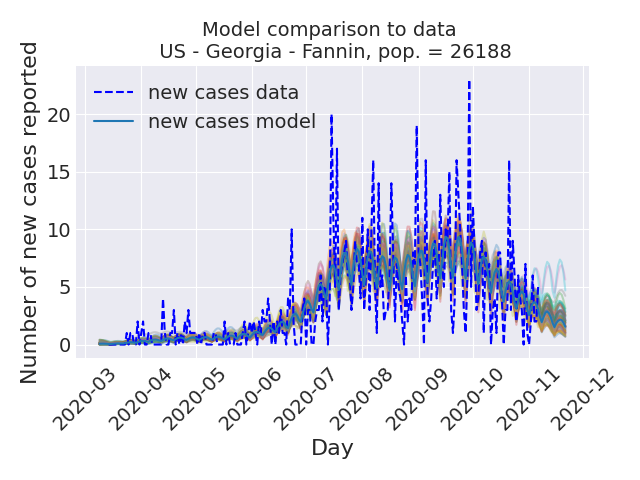 Model comparison to data
US - Georgia - Fannin, pop. = 26188
Number of new cases reported
20
15
10
5
0
new cases data
new cases model
2020-03
2020-04
2020-05
2020-06
2020-07
2020-08
2020-09
2020-10
2020-11
2020-12
Day